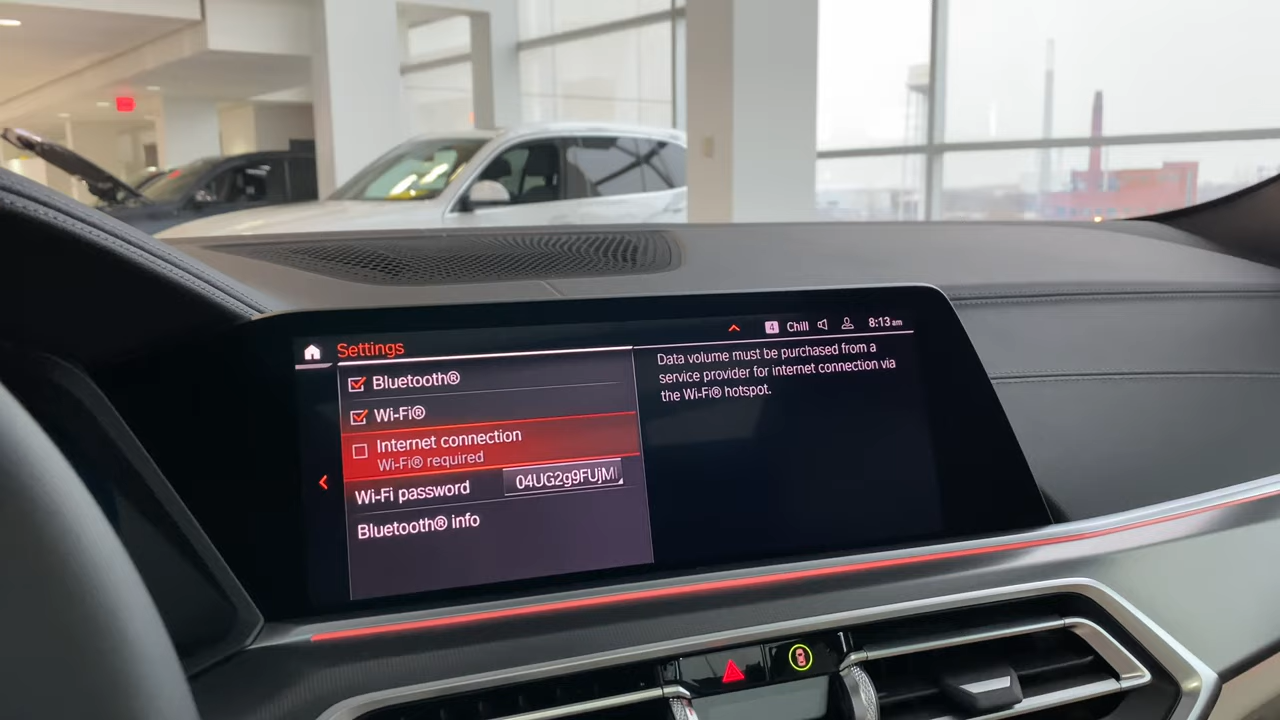 4 Chill 8:13 am
Settings
Bluetooth®
Wi-Fi®
Internet connection
Wi-Fi® required
Wi-Fi password 04UG2g9FUjM
Bluetooth® info
Data volume must be purchased from a
service provider for internet connection via
the Wi-Fi® hotspot.